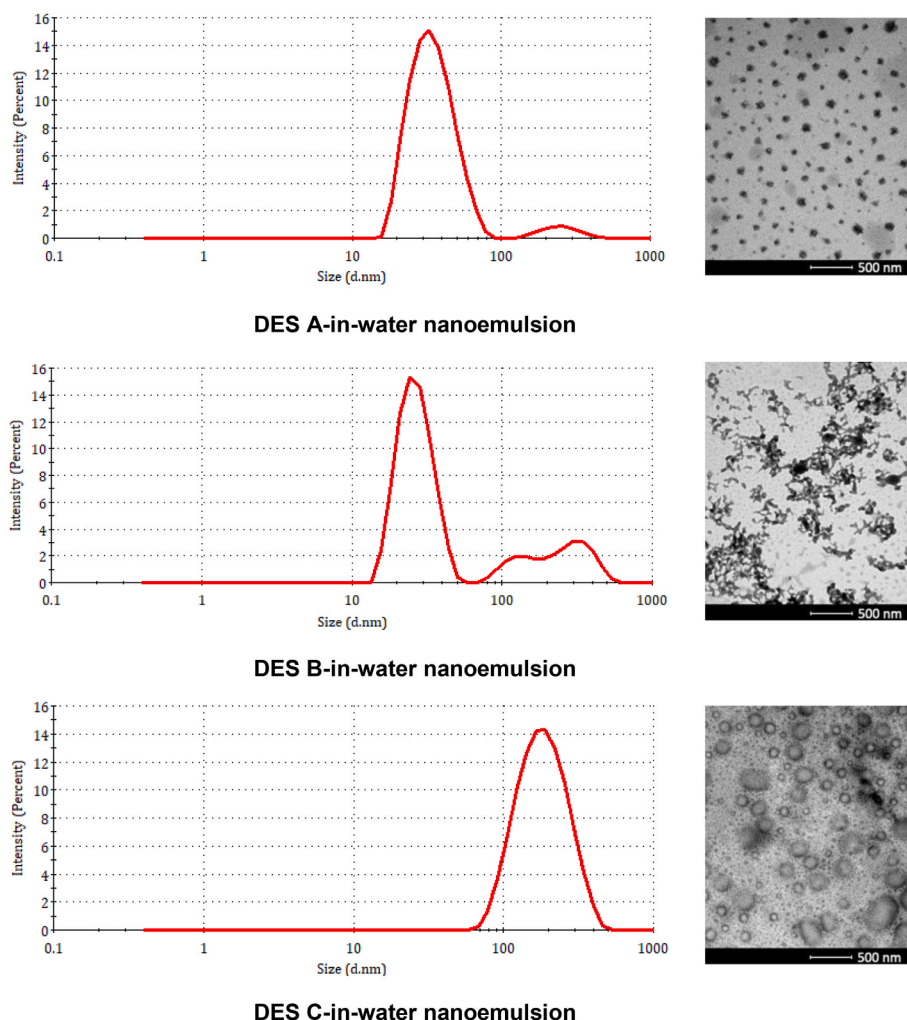 16
14
12
10
8
6
4
2
0
Intensity (Percent)
0.1 1 10 100 1000
Size (d.nm)
500 nm
DES A-in-water nanoemulsion
16
14
12
10
8
6
4
2
0
Intensity (Percent)
0.1 1 10 100 1000
Size (d.nm)
500 nm
DES B-in-water nanoemulsion
16
14
12
10
8
6
4
2
0
Intensity (Percent)
0.1 1 10 100 1000
Size (d.nm)
500 nm
DES C-in-water nanoemulsion